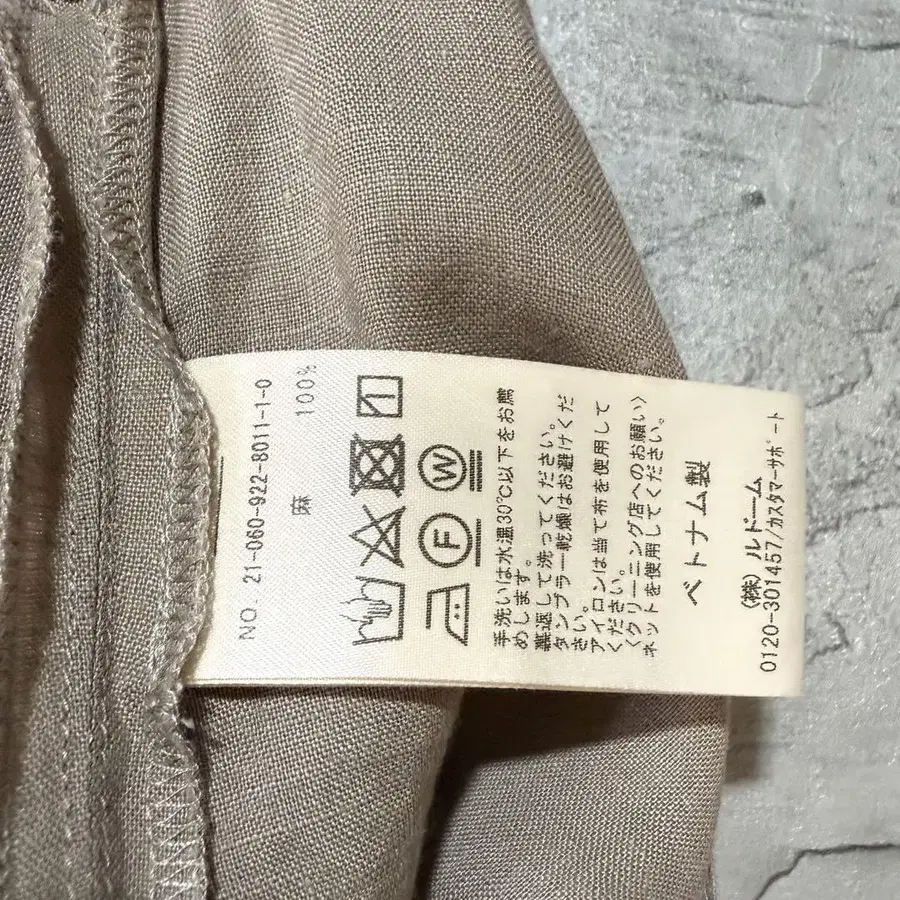 NO. 21-060-922-8011-1-0
麻 100%
W
F
手洗いは水温30℃以下をお薦
めします。
裏返して洗ってください。
タンブラー乾燥はお避けくだ
さい。
アイロンは当て布を使用して
ください。
〈クリーニング店へのお願い〉
ネットを使用してください。
ベトナム製
(株) ルドーム
0120-301457/カスタマーサポート